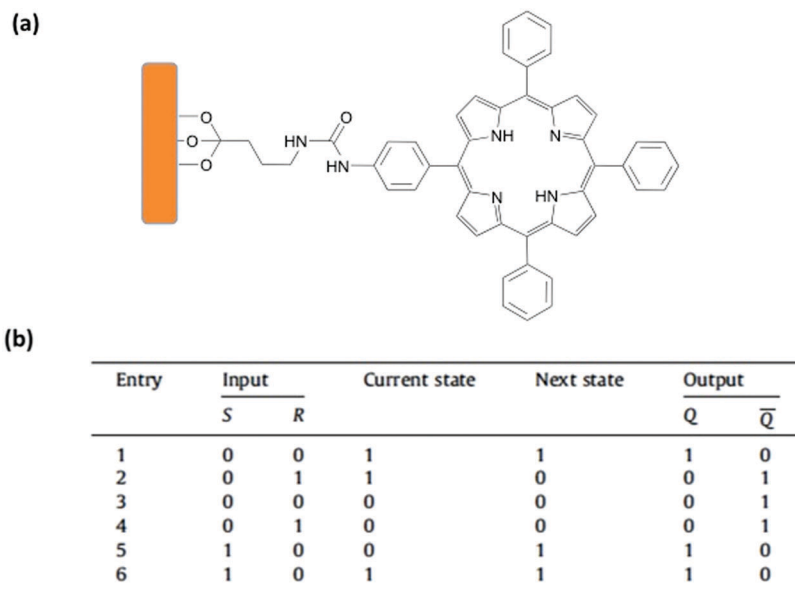 (a)
O
O
O
HN
O
HN
NH
N
N
HN
(b)
Entry Input Current state Next state Output
S R Q Q̅
1 0 0 1 1 1 0
2 0 1 1 0 0 1
3 0 0 0 0 0 1
4 0 1 0 0 0 1
5 1 0 0 1 1 0
6 1 0 1 1 1 0